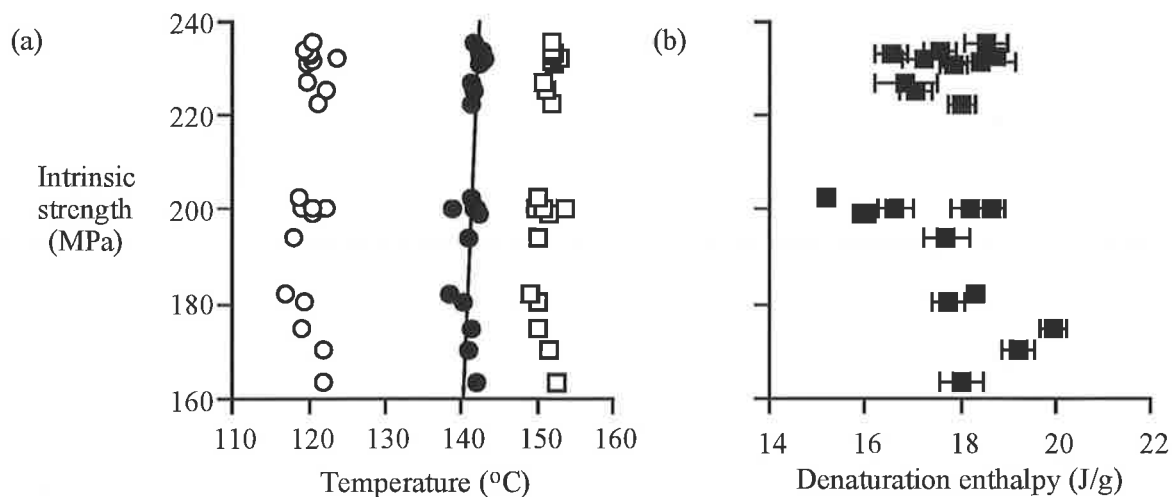 (a)
240
220
Intrinsic
strength
(MPa)
200
180
160
110 120 130 140 150 160
Temperature (°C)
(b)
14 16 18 20 22
Denaturation enthalpy (J/g)